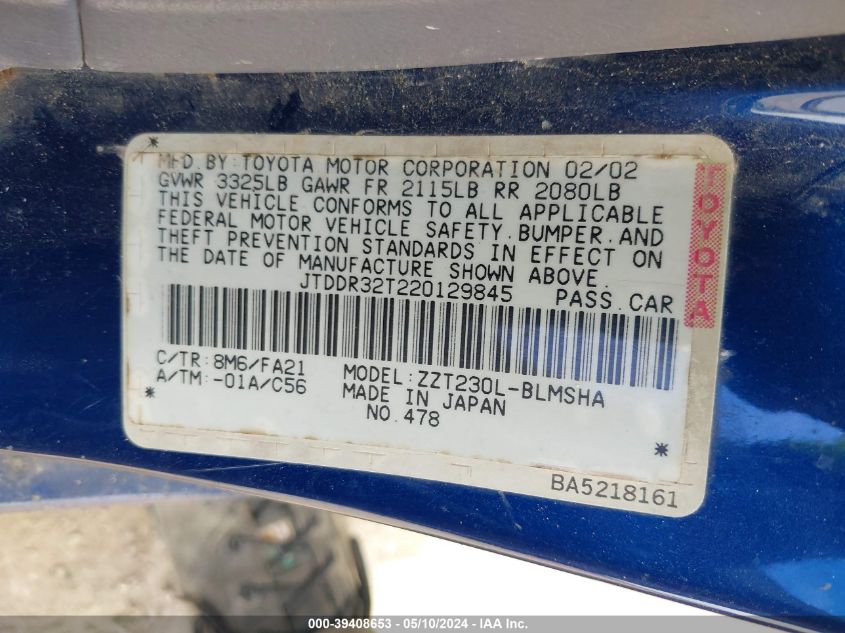 MFD.BY:TOYOTA MOTOR CORPORATION 02/02
GVWR 3325LB GAWR FR 2115LB RR 2080LB
THIS VEHICLE CONFORMS TO ALL APPLICABLE
FEDERAL MOTOR VEHICLE SAFETY.BUMPER.AND
THEFT PREVENTION STANDARDS IN EFFECT ON
THE DATE OF MANUFACTURE SHOWN ABOVE.
JTDDR32T220129845 PASS.CAR
TOYOTA
C/TR:8M6/FA21 MODEL:ZZT230L-BLMSHA
A/TM:-01A/C56 MADE IN JAPAN
NO.478
BA5218161
000-39408653 - 05/10/2024 - IAA Inc.